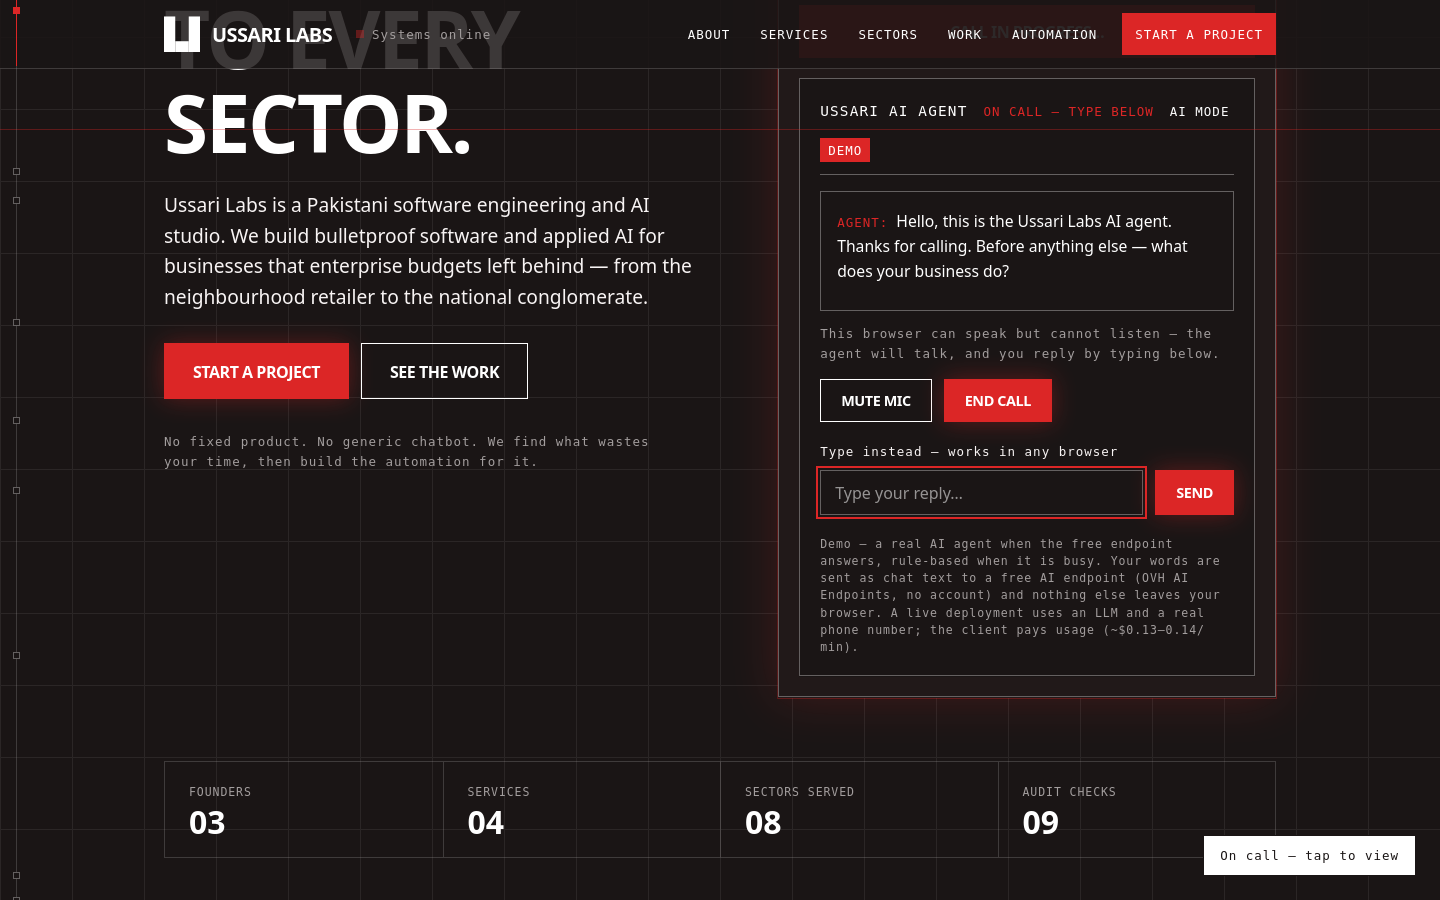 TO EVERY
USSARI LABS
Systems online
ABOUT
SERVICES
SECTORS
WORK
AUTOMATION
START A PROJECT
SECTOR.
Ussari Labs is a Pakistani software engineering and AI
studio. We build bulletproof software and applied AI for
businesses that enterprise budgets left behind — from the
neighbourhood retailer to the national conglomerate.
START A PROJECT
SEE THE WORK
No fixed product. No generic chatbot. We find what wastes
your time, then build the automation for it.
USSARI AI AGENT ON CALL — TYPE BELOW AI MODE
DEMO
AGENT: Hello, this is the Ussari Labs AI agent.
Thanks for calling. Before anything else — what
does your business do?
This browser can speak but cannot listen — the
agent will talk, and you reply by typing below.
MUTE MIC
END CALL
Type instead — works in any browser
Type your reply...
SEND
Demo — a real AI agent when the free endpoint
answers, rule-based when it is busy. Your words are
sent as chat text to a free AI endpoint (OVH AI
Endpoints, no account) and nothing else leaves your
browser. A live deployment uses an LLM and a real
phone number; the client pays usage (~$0.13–0.14/
min).
FOUNDERS
03
SERVICES
04
SECTORS SERVED
08
AUDIT CHECKS
09
On call — tap to view